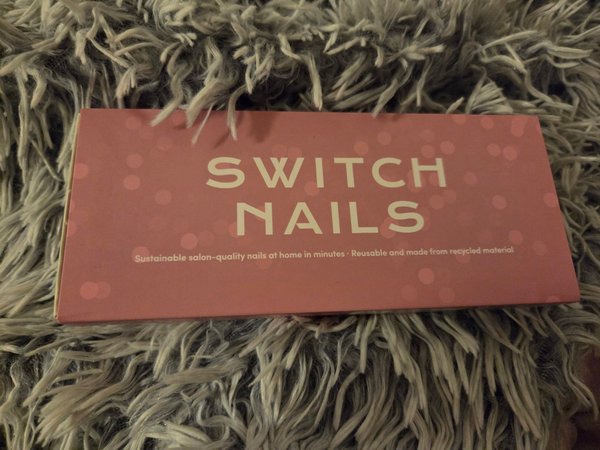 SWITCH
NAILS
Sustainable salon-quality nails at home in minutes · Reusable and made from recycled material